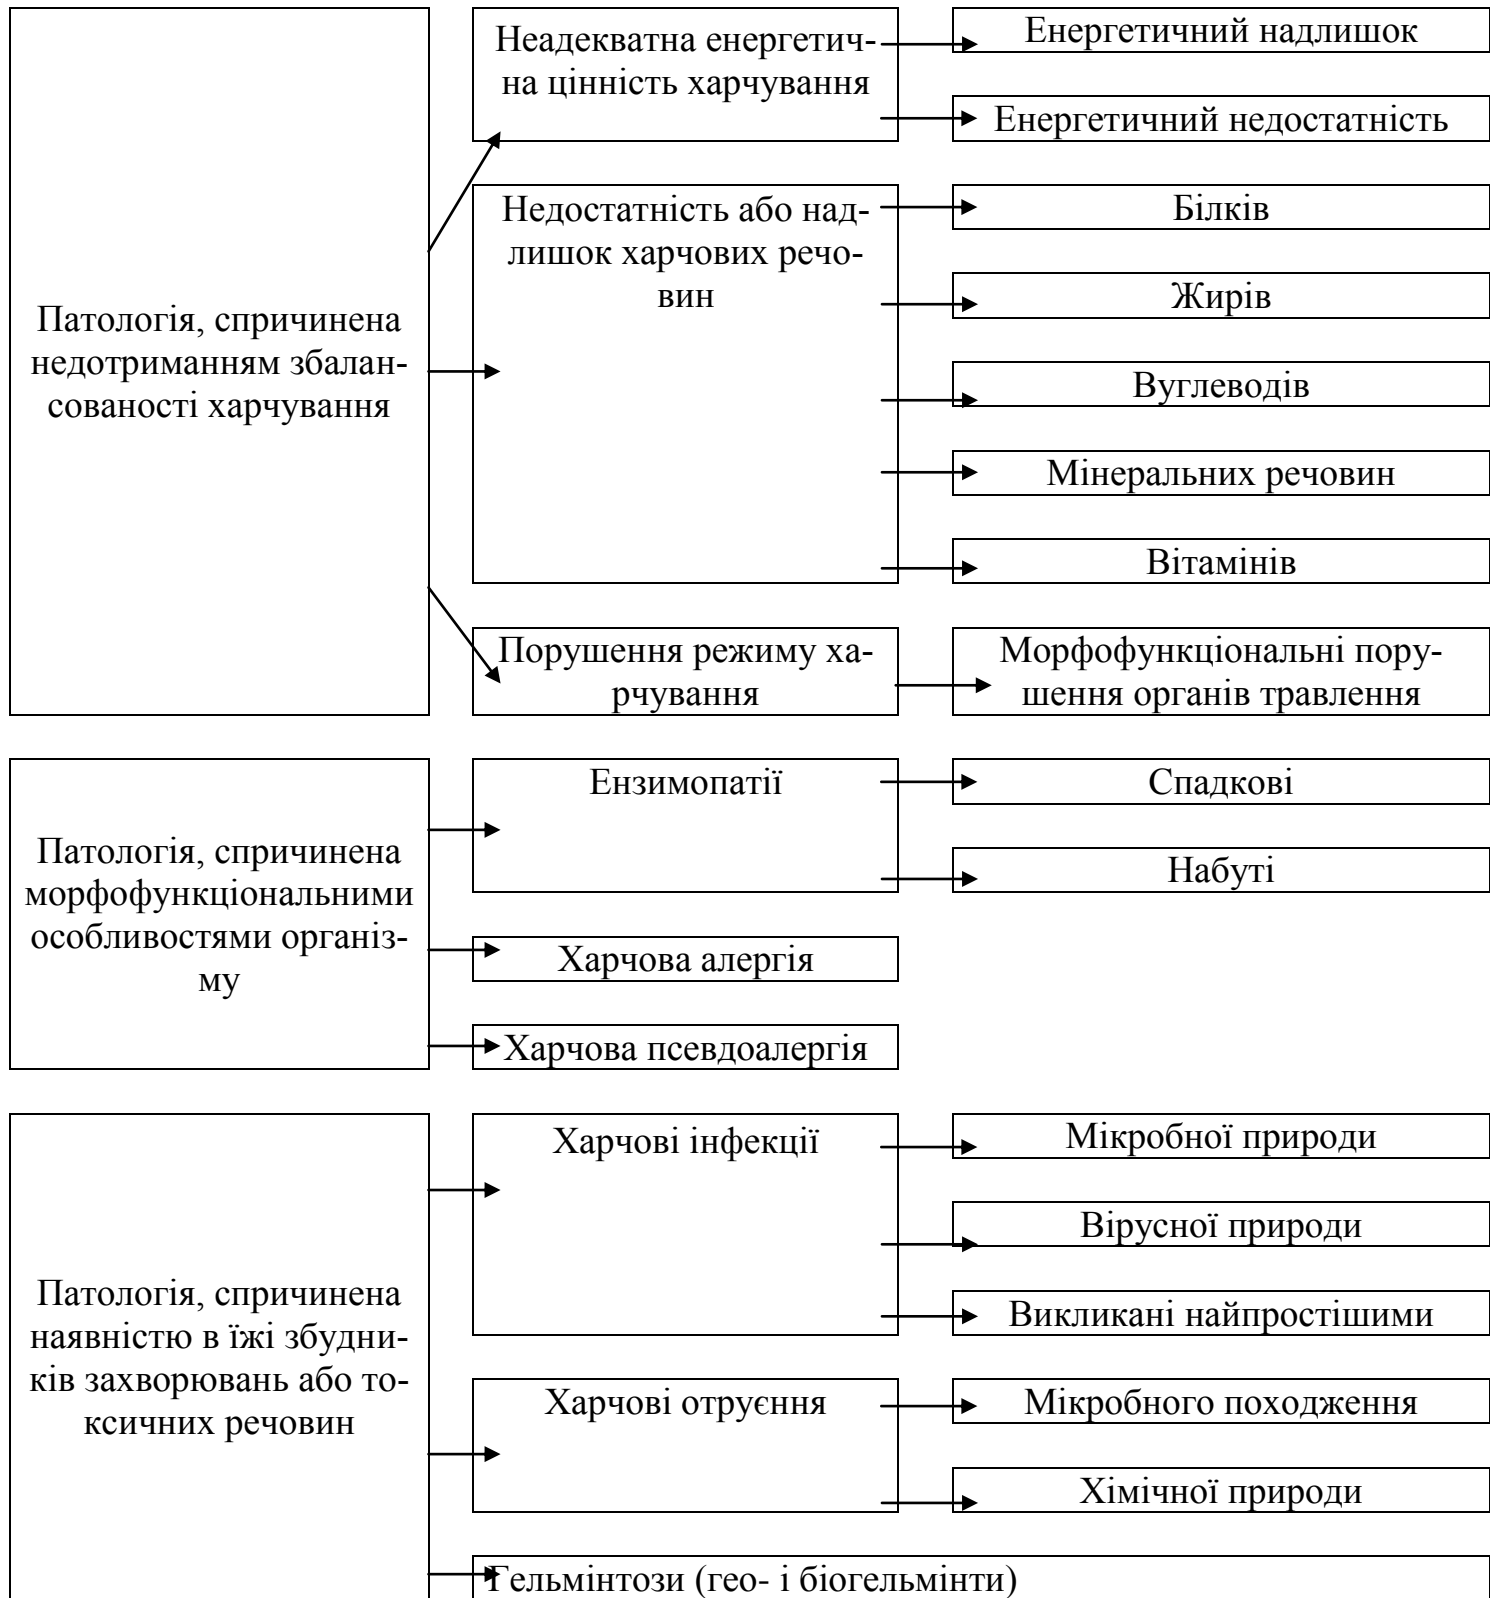 Патологія, спричинена
недотриманням збалан-
сованості харчування
Неадекватна енергетич-
на цінність харчування
Енергетичний надлишок
Енергетичний недостатність
Недостатність або над-
лишок харчових речо-
вин
Білків
Жирів
Вуглеводів
Мінеральних речовин
Вітамінів
Порушення режиму ха-
рчування
Морфофункціональні пору-
шення органів травлення
Патологія, спричинена
морфофункціональними
особливостями організ-
му
Ензимопатії
Спадкові
Набуті
Харчова алергія
Харчова псевдоалергія
Патологія, спричинена
наявністю в їжі збудни-
ків захворювань або то-
ксичних речовин
Харчові інфекції
Мікробної природи
Вірусної природи
Викликані найпростішими
Харчові отруєння
Мікробного походження
Хімічної природи
Гельмінтози (гео- і біогельмінти)